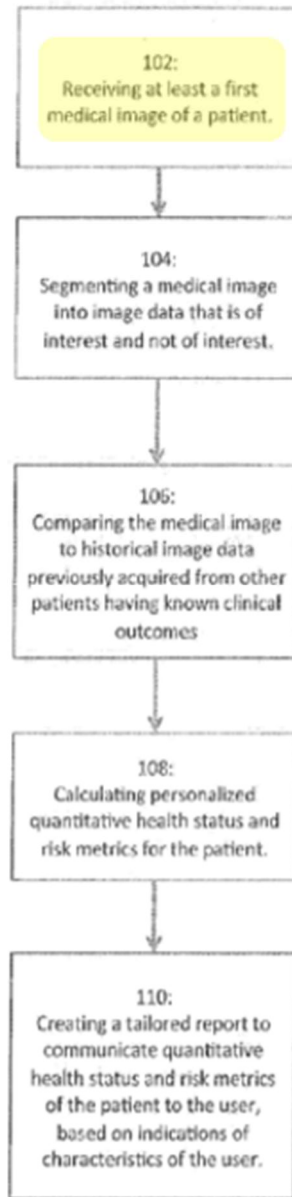 102:
Receiving at least a first
medical image of a patient.
104:
Segmenting a medical image
into image data that is of
interest and not of interest.
106:
Comparing the medical image
to historical image data
previously acquired from other
patients having known clinical
outcomes
108:
Calculating personalized
quantitative health status and
risk metrics for the patient.
110:
Creating a tailored report to
communicate quantitative
health status and risk metrics
of the patient to the user,
based on indications of
characteristics of the user.